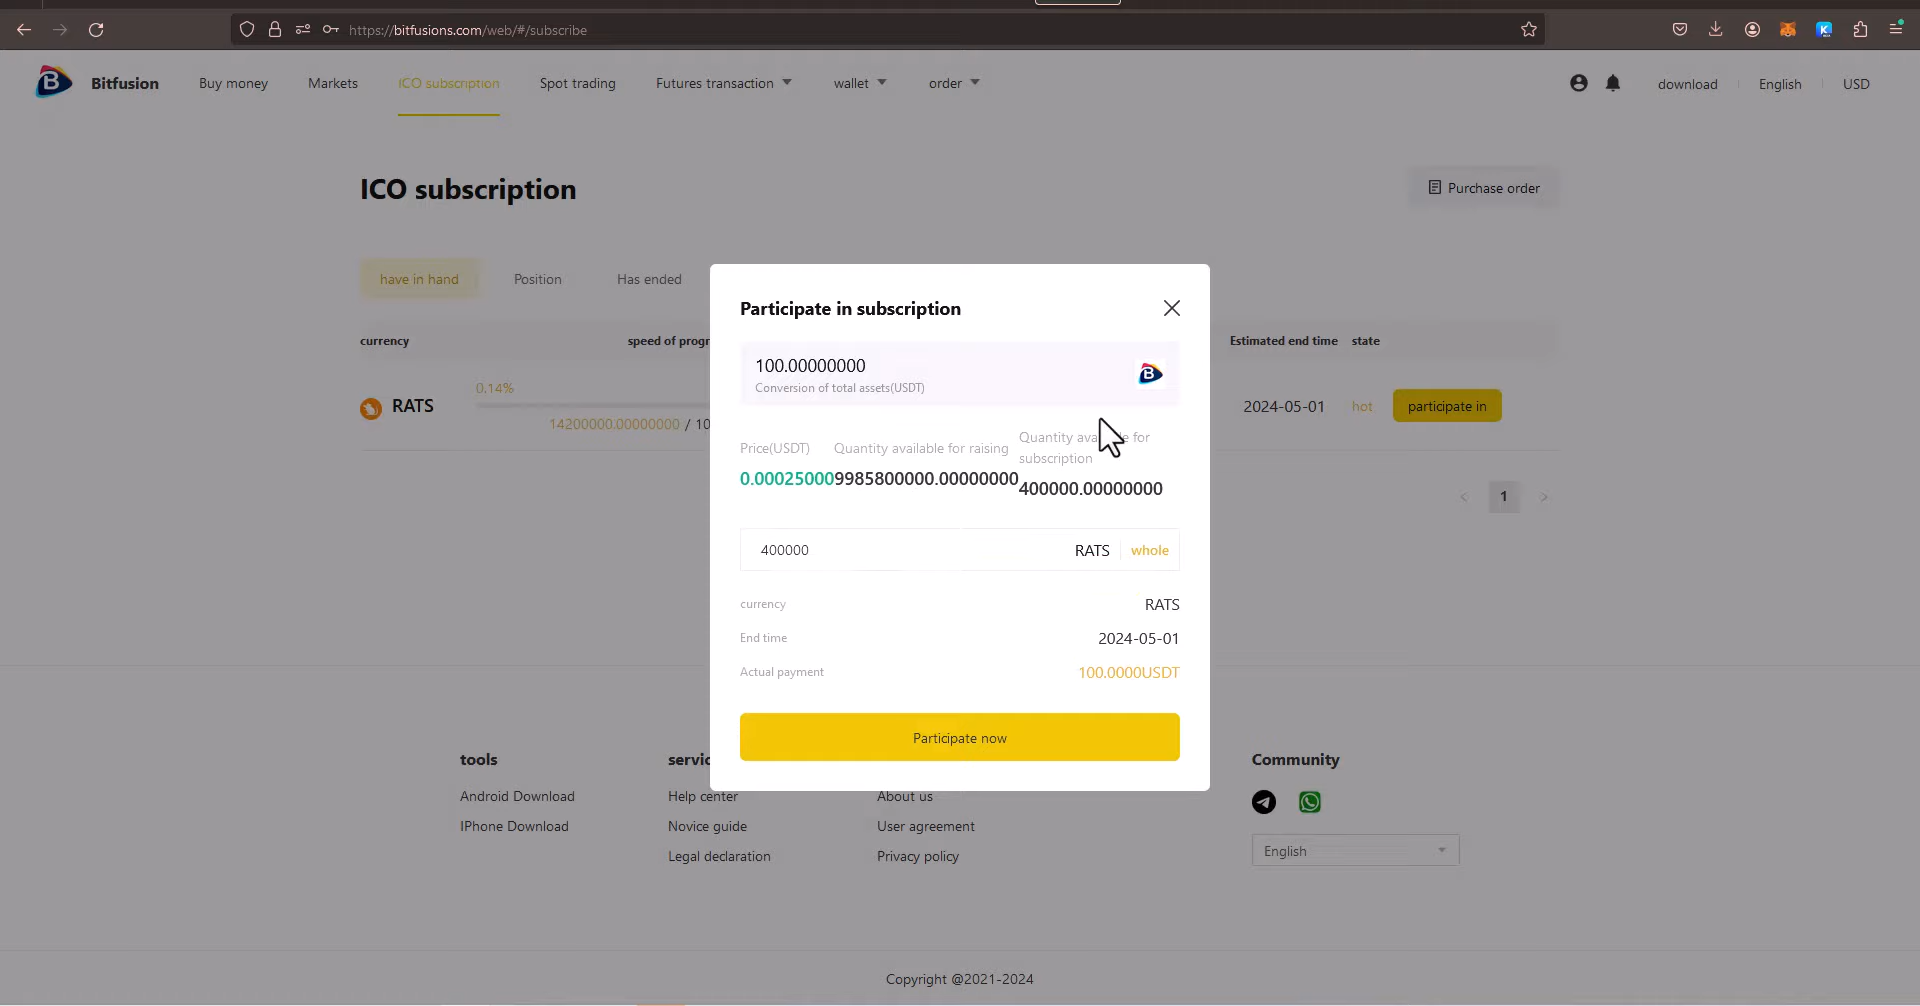 https://bitfusions.com/web/#/subscribe
Bitfusion Buy money Markets ICO subscription Spot trading Futures transaction wallet order download English USD
ICO subscription
Purchase order
have in hand Position Has ended
currency speed of progr Estimated end time state
0.14%
RATS 2024-05-01 hot participate in
14200000.00000000 / 10
1
Participate in subscription
100.00000000
Conversion of total assets(USDT)
Price(USDT) Quantity available for raising Quantity ava e for
subscription
0.00025000 9985800000.00000000 400000.00000000
400000 RATS whole
currency RATS
End time 2024-05-01
Actual payment 100.0000USDT
Participate now
tools servic Community
Android Download Help center About us
IPhone Download Novice guide User agreement
Legal declaration Privacy policy
English
Copyright @2021-2024